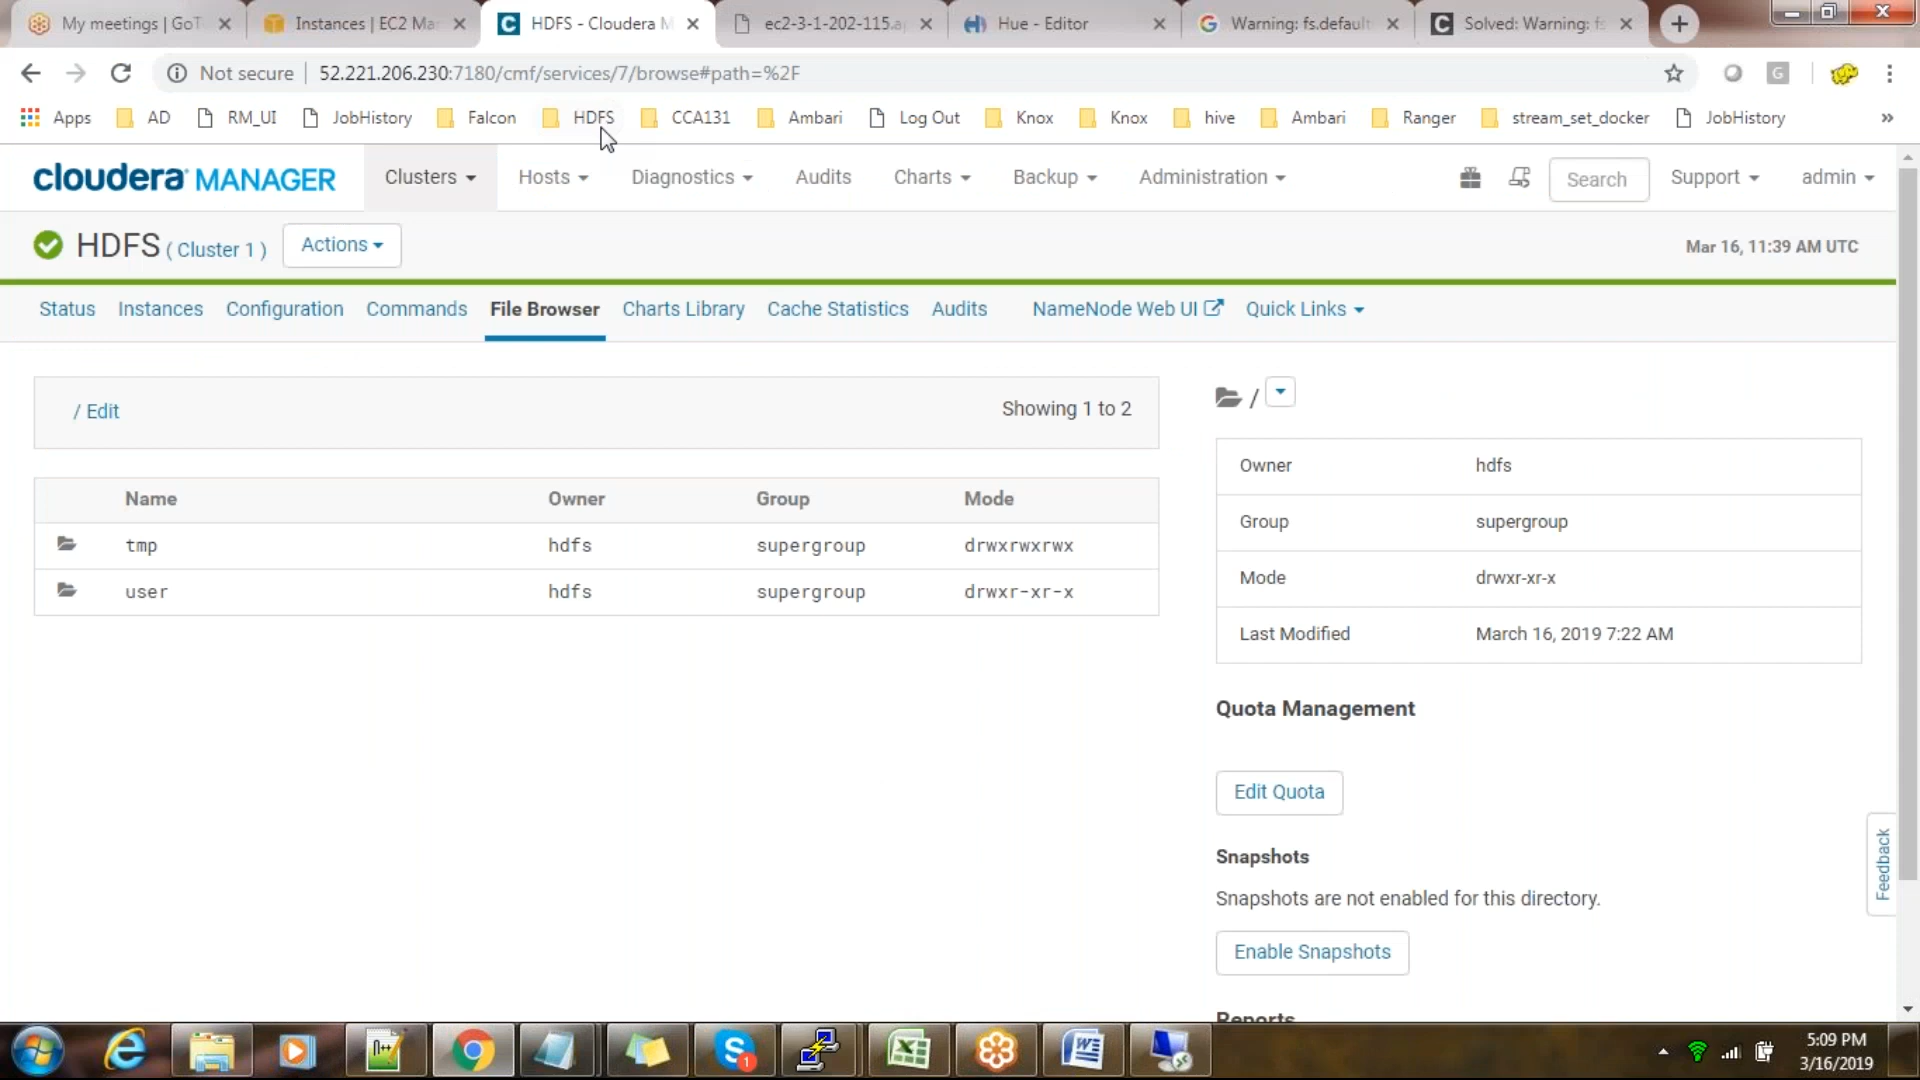 My meetings | GoTo
Instances | EC2 Ma
HDFS - Cloudera M
ec2-3-1-202-115.a
Hue - Editor
Warning: fs.default
Solved: Warning: fs
Not secure
52.221.206.230:7180/cmf/services/7/browse#path=%2F
G
Apps
AD
RM_UI
JobHistory
Falcon
HDFS
CCA131
Ambari
Log Out
Knox
Knox
hive
Ambari
Ranger
stream_set_docker
JobHistory
»
cloudera MANAGER
Clusters
Hosts
Diagnostics
Audits
Charts
Backup
Administration
Search
Support
admin
HDFS ( Cluster 1 )
Actions
Mar 16, 11:39 AM UTC
Status
Instances
Configuration
Commands
File Browser
Charts Library
Cache Statistics
Audits
NameNode Web UI
Quick Links
/ Edit
Showing 1 to 2
Name Owner Group Mode
tmp hdfs supergroup drwxrwxrwx
user hdfs supergroup drwxr-xr-x
/
Owner hdfs
Group supergroup
Mode drwxr-xr-x
Last Modified March 16, 2019 7:22 AM
Quota Management
Edit Quota
Snapshots
Snapshots are not enabled for this directory.
Enable Snapshots
Reports
Feedback
5:09 PM
3/16/2019